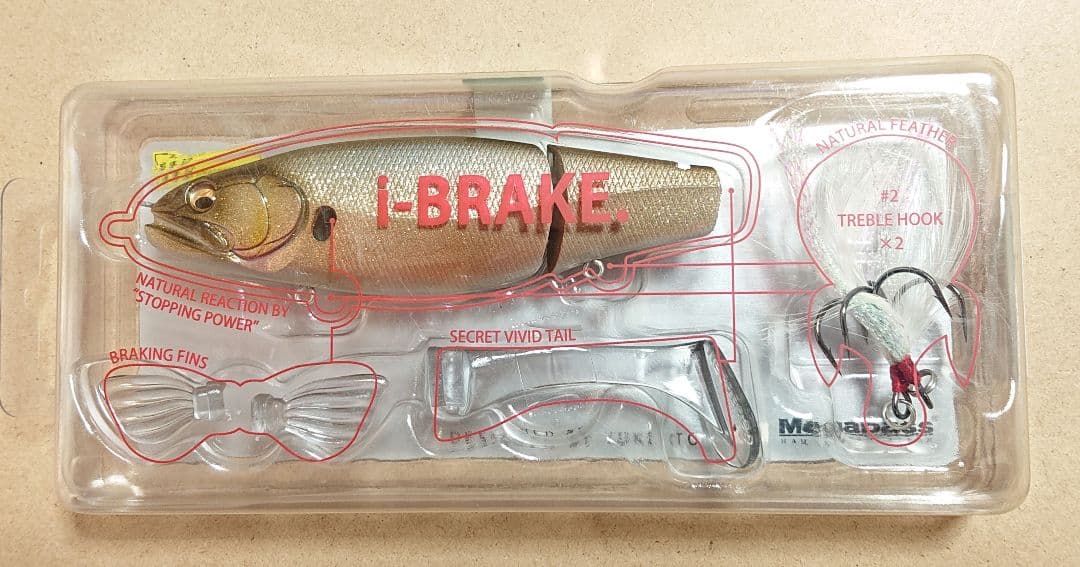 i-BRAKE.
NATURAL FEATHER
#2
TREBLE HOOK
×2
NATURAL REACTION BY
"STOPPING POWER"
SECRET VIVID TAIL
BRAKING FINS
Megabass